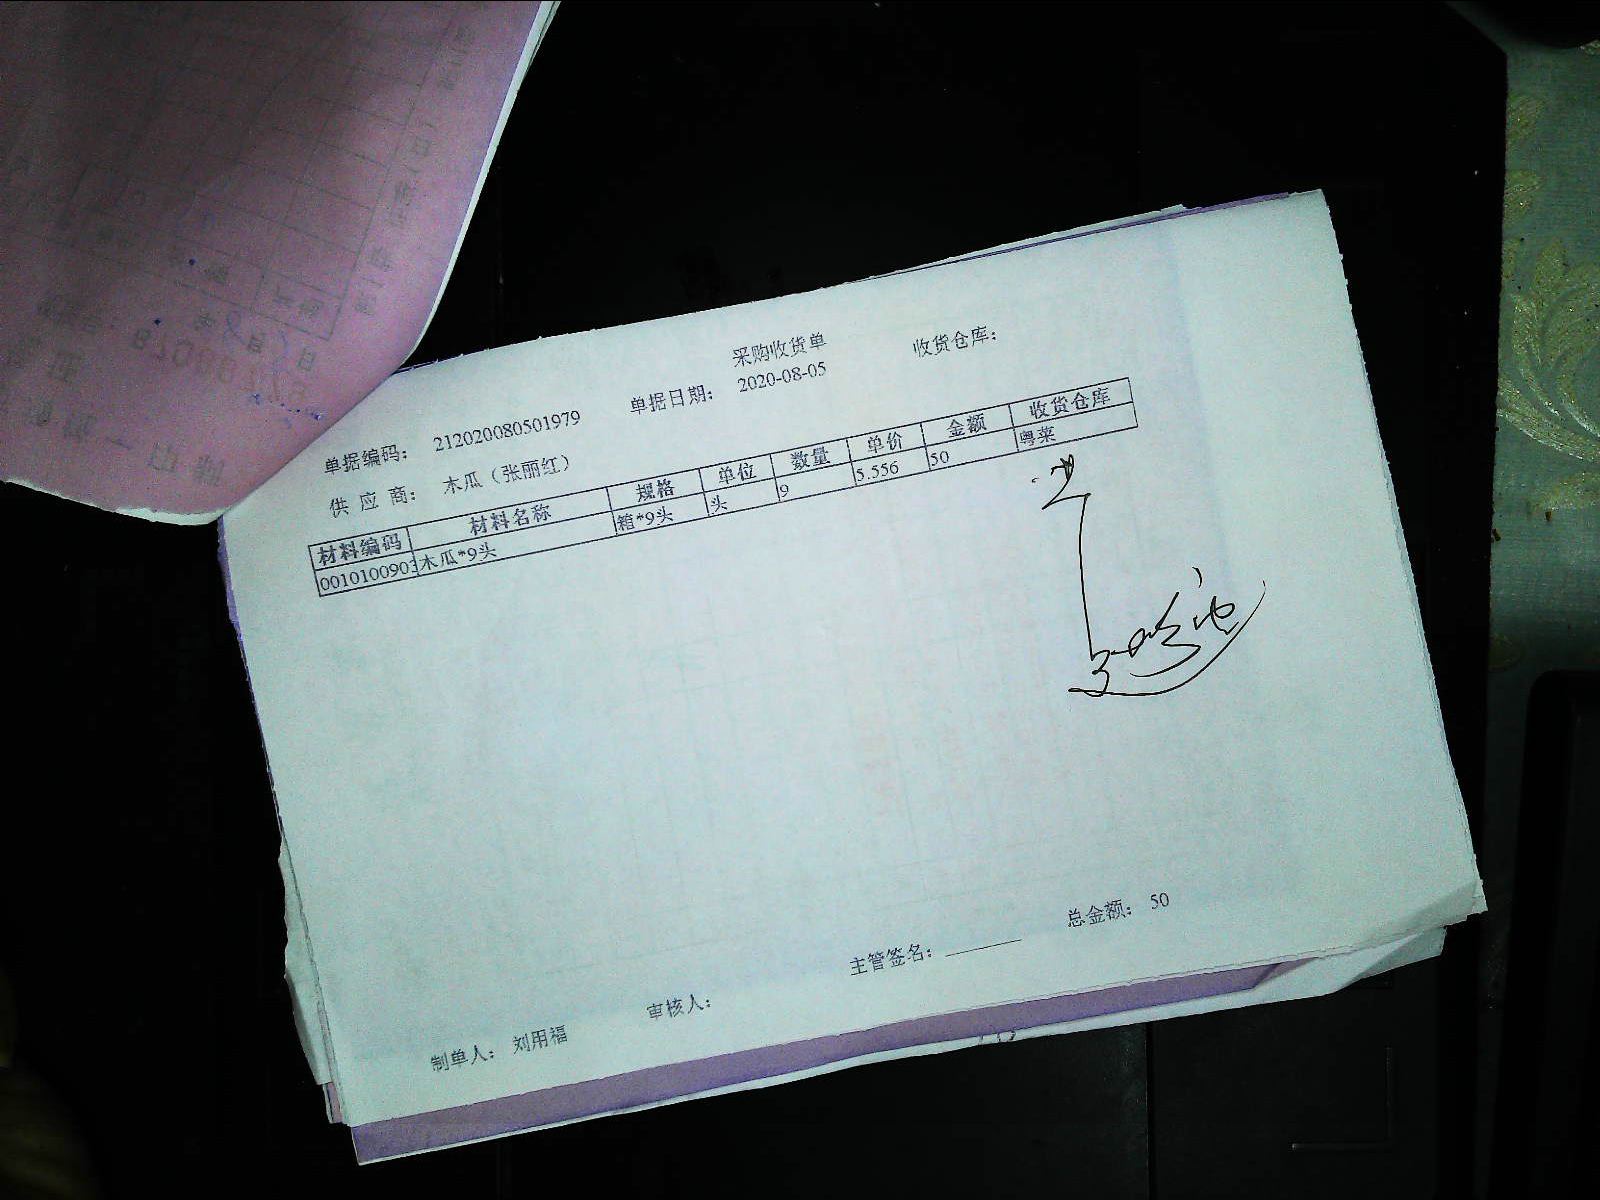 采购收货单
收货仓库：
单据编码： 212020080501979 单据日期： 2020-08-05
供 应 商： 木瓜（张丽红）
材料编码 材料名称 规格 单位 数量 单价 金额 收货仓库
0010100903 木瓜*9头 箱*9头 头 9 5.556 50 粤菜
总金额： 50
主管签名：
审核人：
制单人： 刘用福